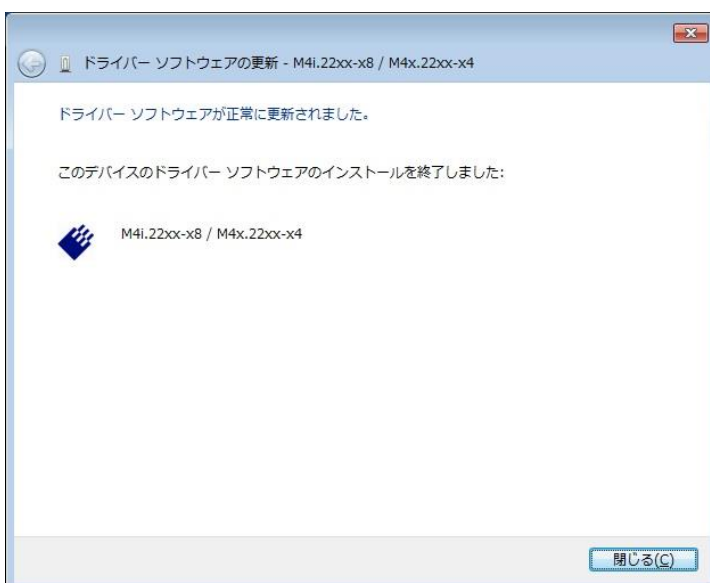 ドライバー ソフトウェアの更新 - M4i.22xx-x8 / M4x.22xx-x4
ドライバー ソフトウェアが正常に更新されました。
このデバイスのドライバー ソフトウェアのインストールを終了しました:
M4i.22xx-x8 / M4x.22xx-x4
閉じる(C)